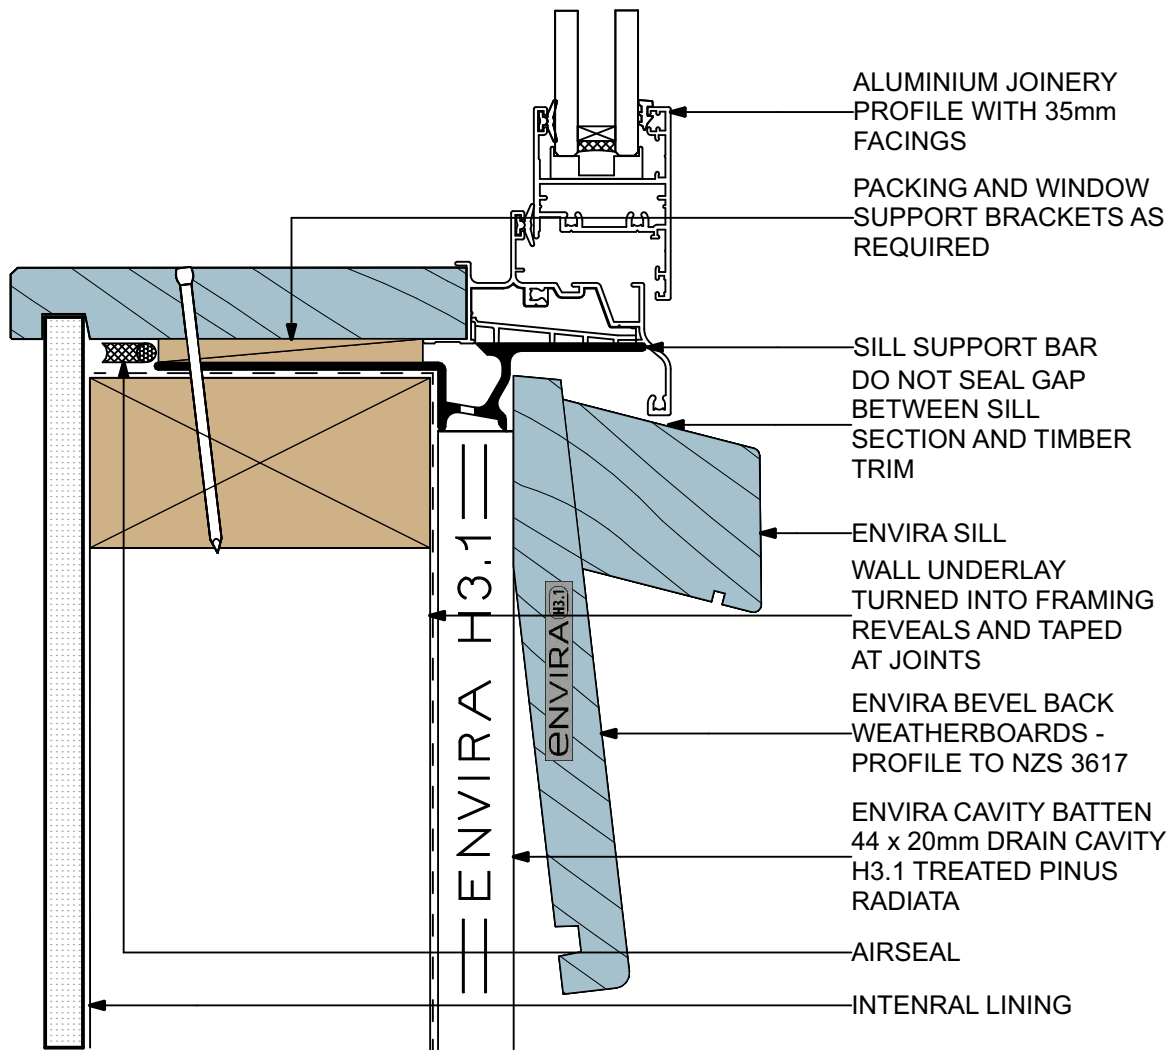 ALUMINIUM JOINERY
PROFILE WITH 35mm
FACINGS
PACKING AND WINDOW
SUPPORT BRACKETS AS
REQUIRED
SILL SUPPORT BAR
DO NOT SEAL GAP
BETWEEN SILL
SECTION AND TIMBER
TRIM
ENVIRA SILL
WALL UNDERLAY
TURNED INTO FRAMING
REVEALS AND TAPED
AT JOINTS
ENVIRA BEVEL BACK
WEATHERBOARDS -
PROFILE TO NZS 3617
ENVIRA CAVITY BATTEN
44 x 20mm DRAIN CAVITY
H3.1 TREATED PINUS
RADIATA
AIRSEAL
INTENRAL LINING
ENVIRA H3.1
eNVIRA H3.1